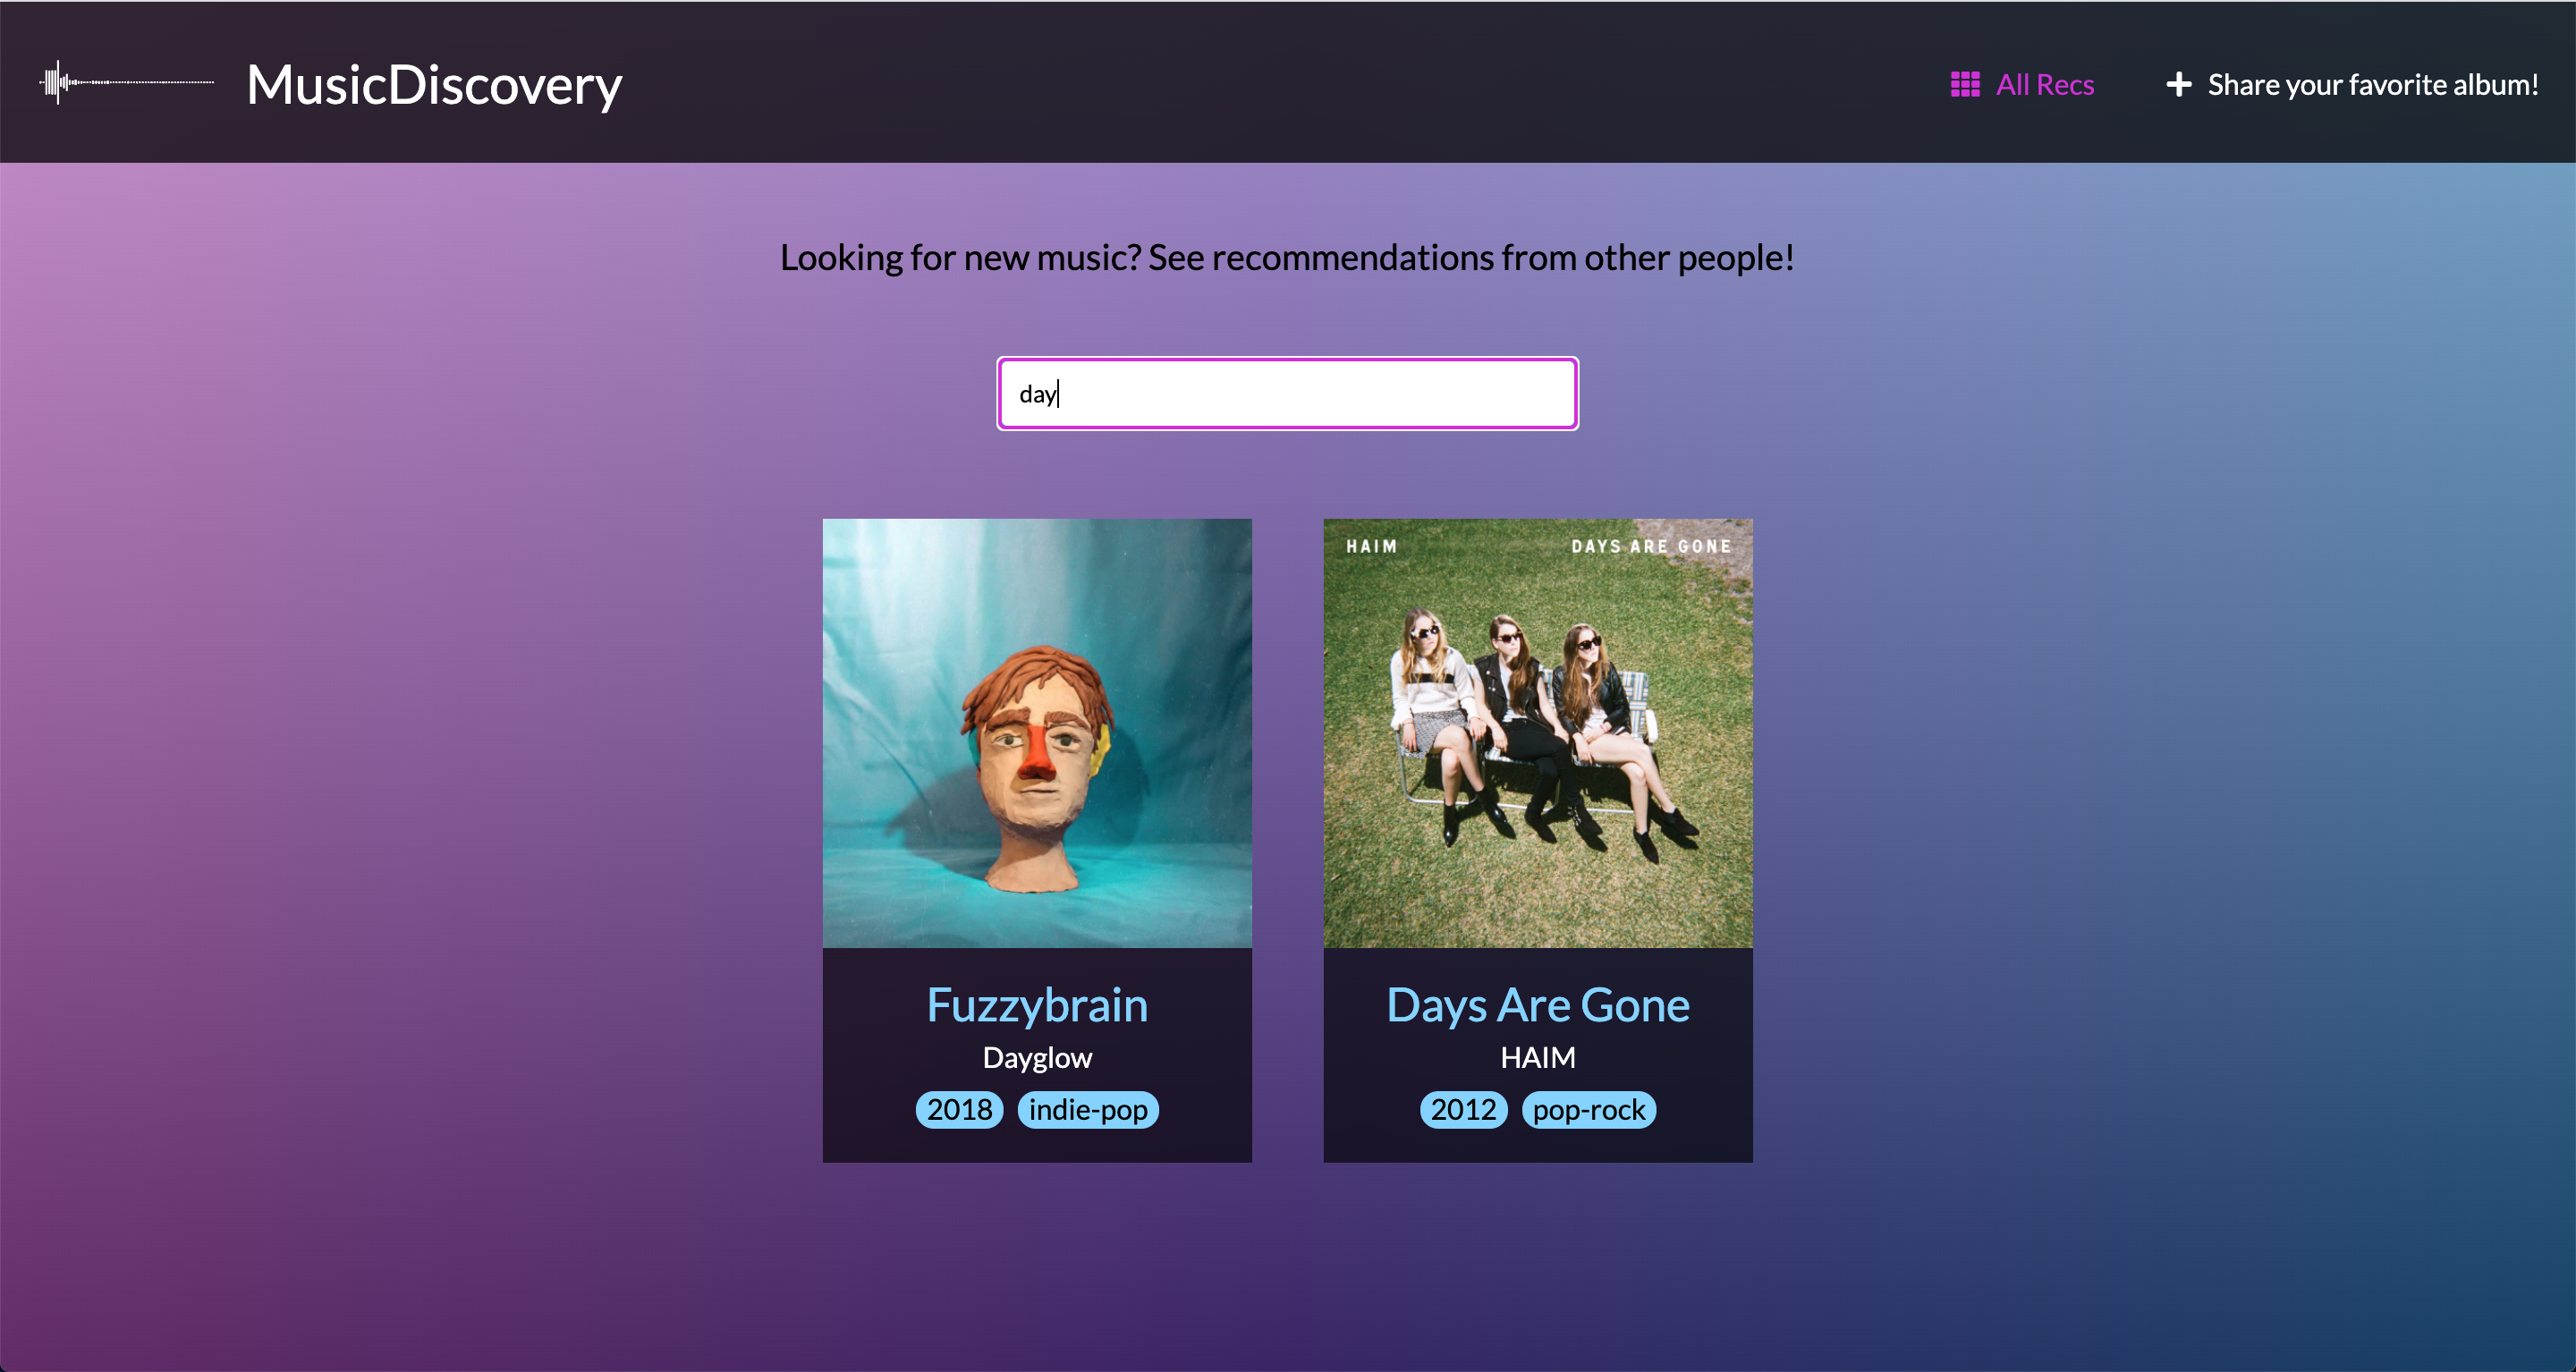 MusicDiscovery
All Recs
Share your favorite album!
Looking for new music? See recommendations from other people!
day
HAIM
DAYS ARE GONE
Fuzzybrain
Dayglow
2018
indie-pop
Days Are Gone
HAIM
2012
pop-rock